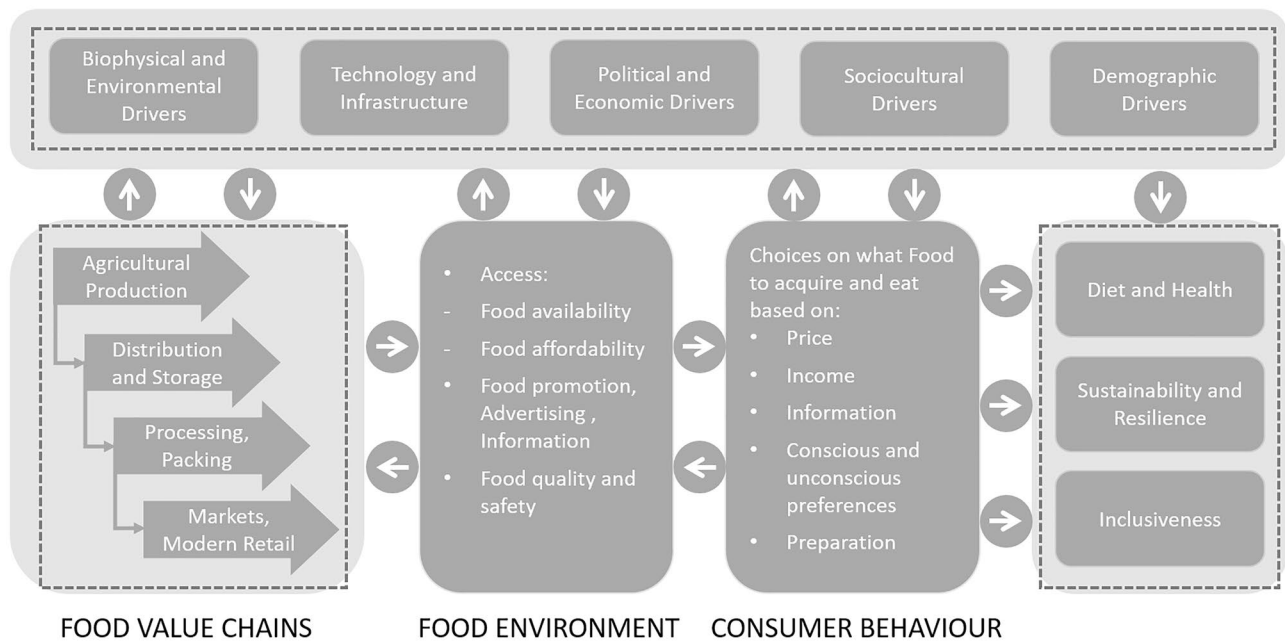 Biophysical and
Environmental
Drivers
Technology and
Infrastructure
Political and
Economic Drivers
Sociocultural
Drivers
Demographic
Drivers
Agricultural
Production
Distribution
and Storage
Processing,
Packing
Markets,
Modern Retail
• Access:
- Food availability
- Food affordability
• Food promotion,
Advertising ,
Information
• Food quality and
safety
Choices on what Food
to acquire and eat
based on:
• Price
• Income
• Information
• Conscious and
unconscious
preferences
• Preparation
Diet and Health
Sustainability and
Resilience
Inclusiveness
FOOD VALUE CHAINS
FOOD ENVIRONMENT
CONSUMER BEHAVIOUR